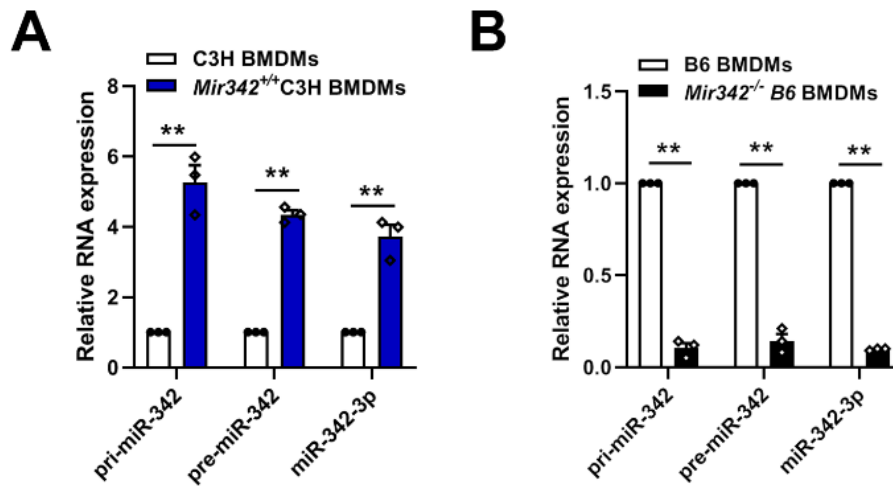 A
C3H BMDMs
Mir342+/+C3H BMDMs
Relative RNA expression
8
6
4
2
0
**
**
**
pri-miR-342
pre-miR-342
miR-342-3p
B
B6 BMDMs
Mir342-/- B6 BMDMs
Relative RNA expression
1.5
1.0
0.5
0.0
**
**
**
pri-miR-342
pre-miR-342
miR-342-3p